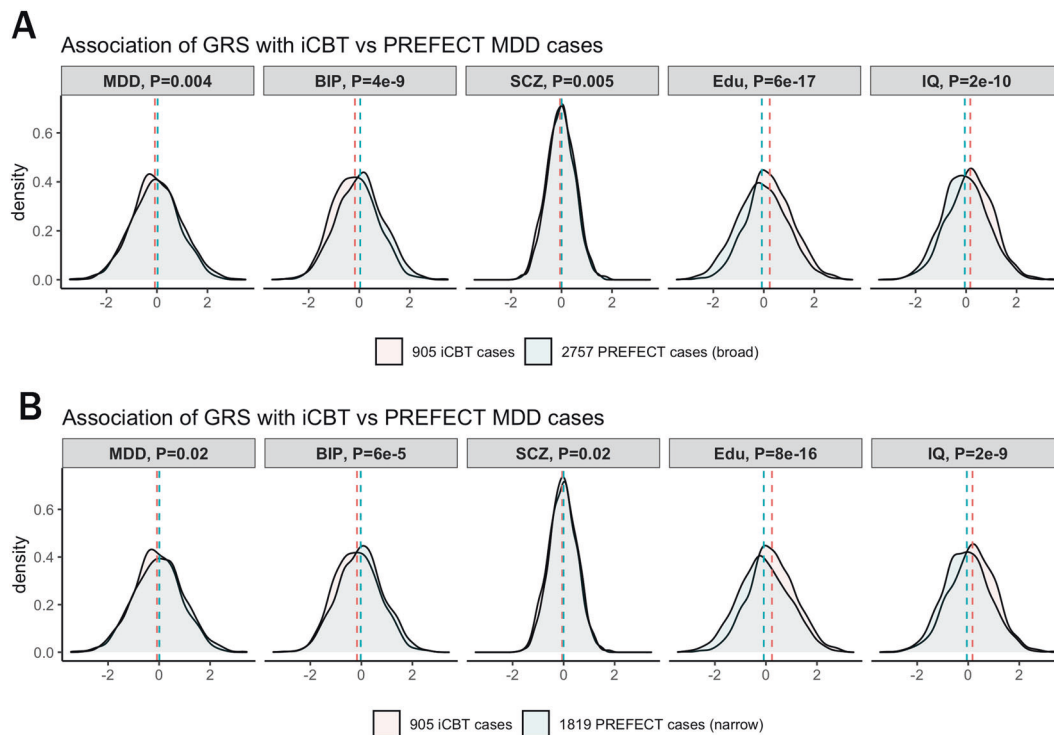 A
Association of GRS with iCBT vs PREFECT MDD cases
MDD, P=0.004 BIP, P=4e-9 SCZ, P=0.005 Edu, P=6e-17 IQ, P=2e-10
density
0.6
0.4
0.2
0.0
-2 0 2 -2 0 2 -2 0 2 -2 0 2 -2 0 2
905 iCBT cases 2757 PREFECT cases (broad)
B
Association of GRS with iCBT vs PREFECT MDD cases
MDD, P=0.02 BIP, P=6e-5 SCZ, P=0.02 Edu, P=8e-16 IQ, P=2e-9
density
0.6
0.4
0.2
0.0
-2 0 2 -2 0 2 -2 0 2 -2 0 2 -2 0 2
905 iCBT cases 1819 PREFECT cases (narrow)